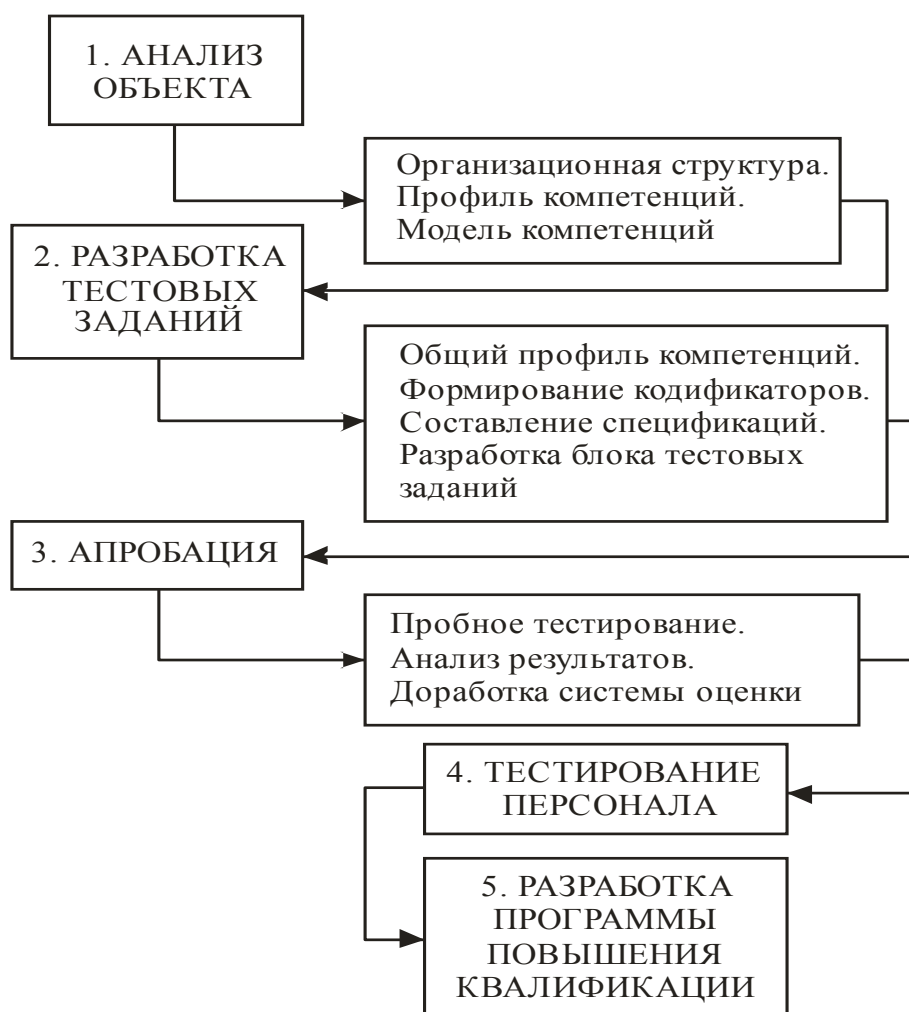 1. АНАЛИЗ
ОБЪЕКТА
Организационная структура.
Профиль компетенций.
Модель компетенций
2. РАЗРАБОТКА
ТЕСТОВЫХ
ЗАДАНИЙ
Общий профиль компетенций.
Формирование кодификаторов.
Составление спецификаций.
Разработка блока тестовых
заданий
3. АПРОБАЦИЯ
Пробное тестирование.
Анализ результатов.
Доработка системы оценки
4. ТЕСТИРОВАНИЕ
ПЕРСОНАЛА
5. РАЗРАБОТКА
ПРОГРАММЫ
ПОВЫШЕНИЯ
КВАЛИФИКАЦИИ